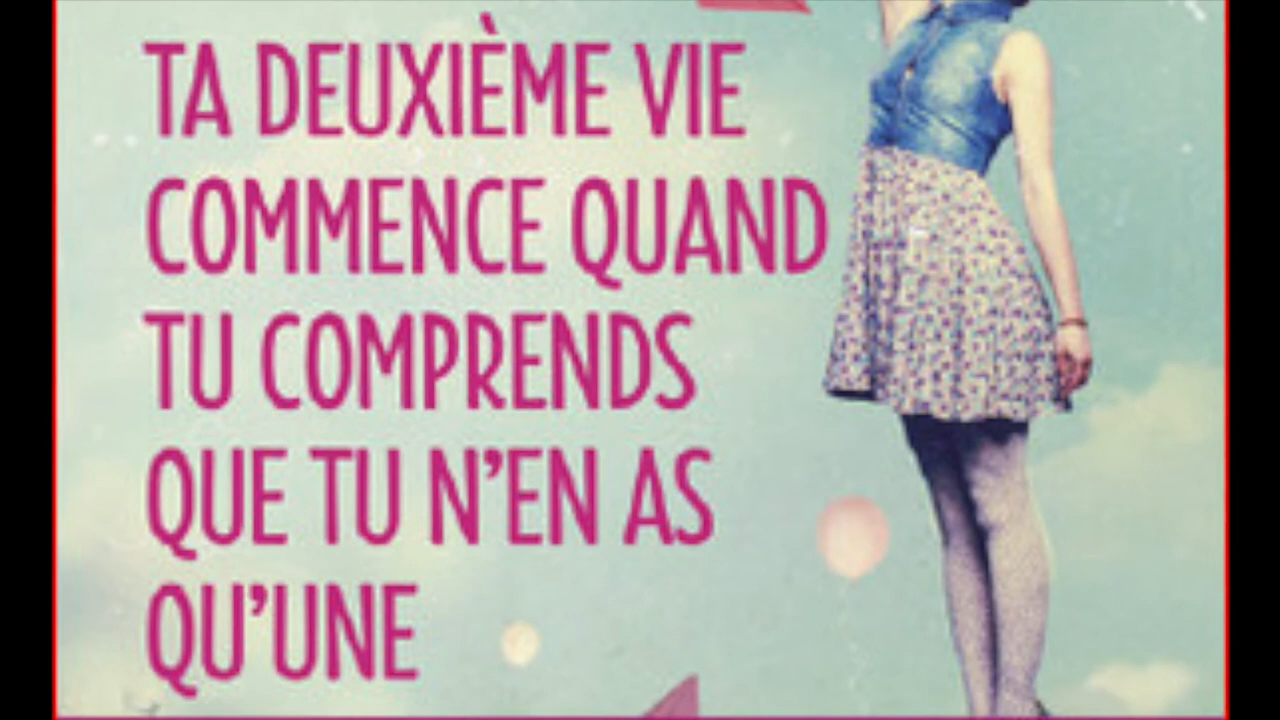 TA DEUXIÈME VIE
COMMENCE QUAND
TU COMPRENDS
QUE TU N'EN AS
QU'UNE